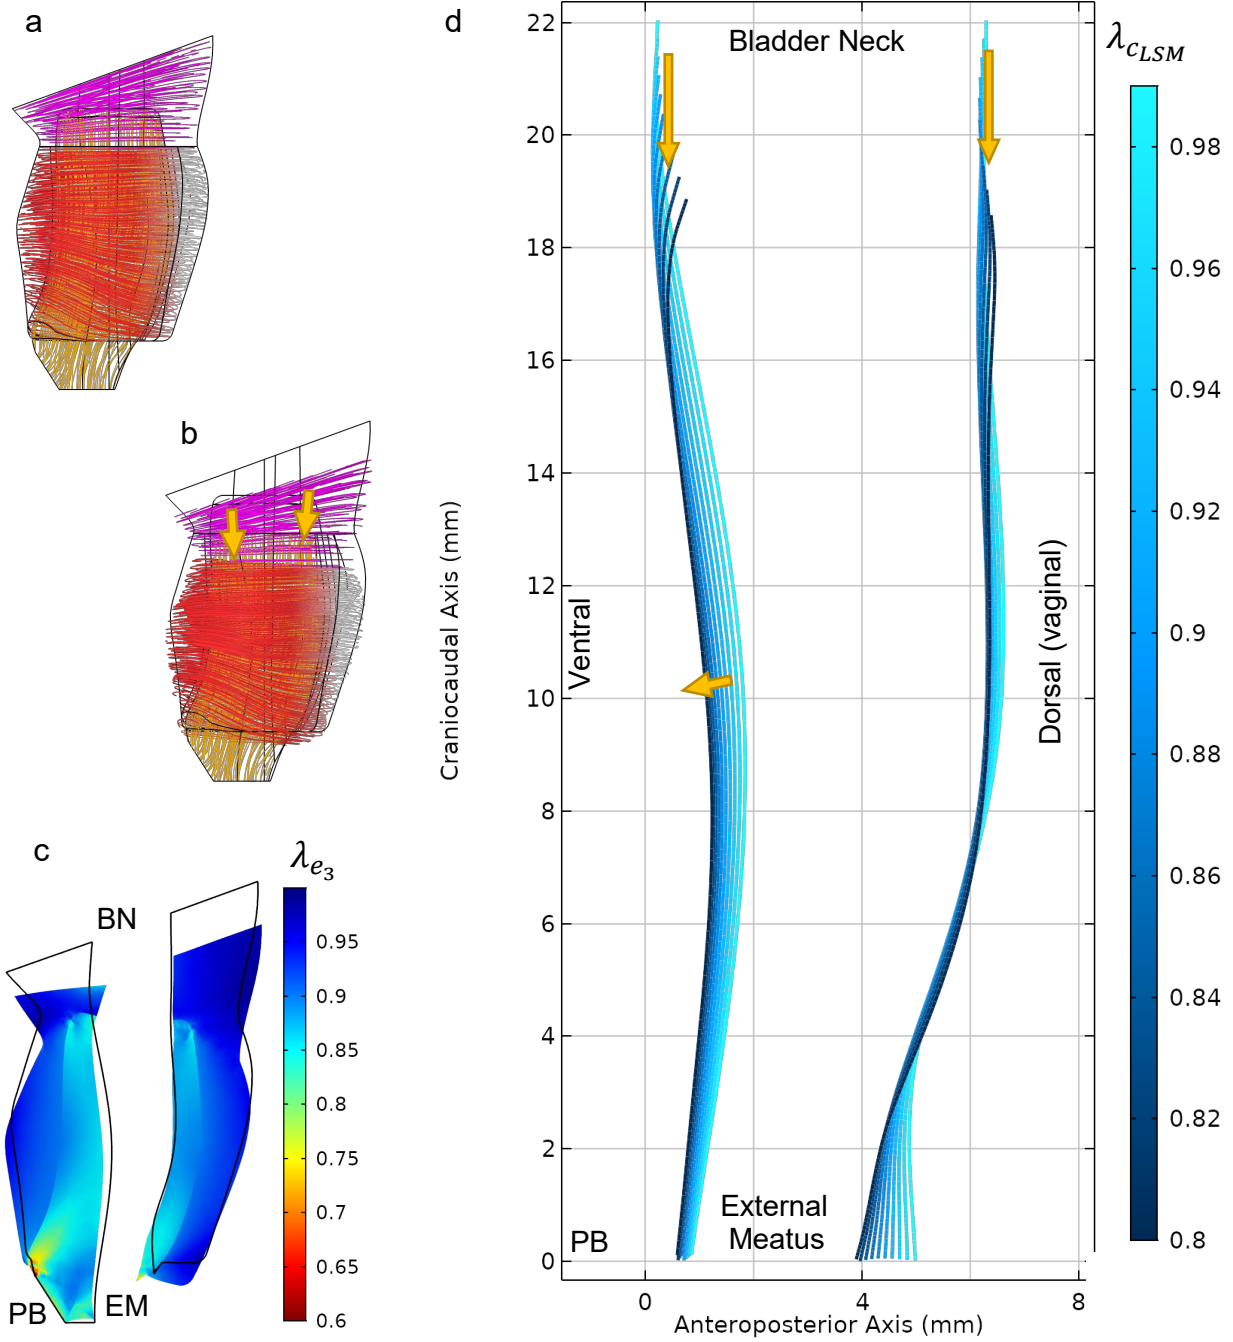 a
b
c
λe3
BN
0.95
0.9
0.85
0.8
0.75
0.7
0.65
0.6
PB
EM
d
Bladder Neck
λcLSM
22
20
18
16
14
12
10
8
6
4
2
0
Craniocaudal Axis (mm)
Ventral
Dorsal (vaginal)
External
Meatus
PB
0
4
8
Anteroposterior Axis (mm)
0.98
0.96
0.94
0.92
0.9
0.88
0.86
0.84
0.82
0.8